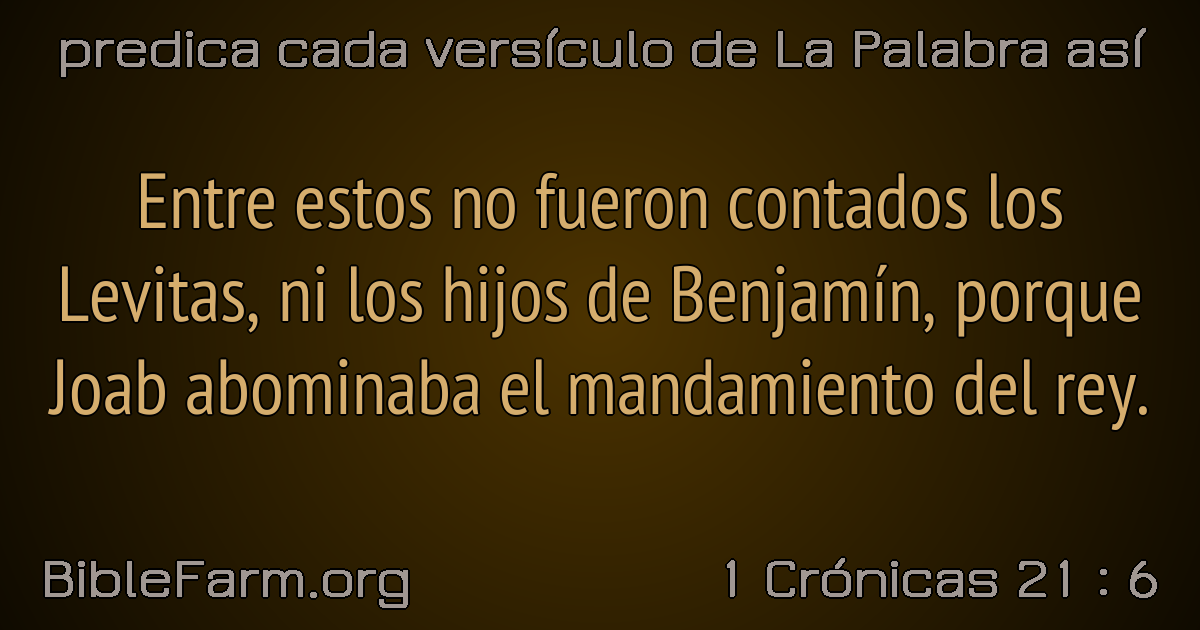 predica cada versículo de La Palabra así
Entre estos no fueron contados los
Levitas, ni los hijos de Benjamín, porque
Joab abominaba el mandamiento del rey.
BibleFarm.org
1 Crónicas 21 : 6